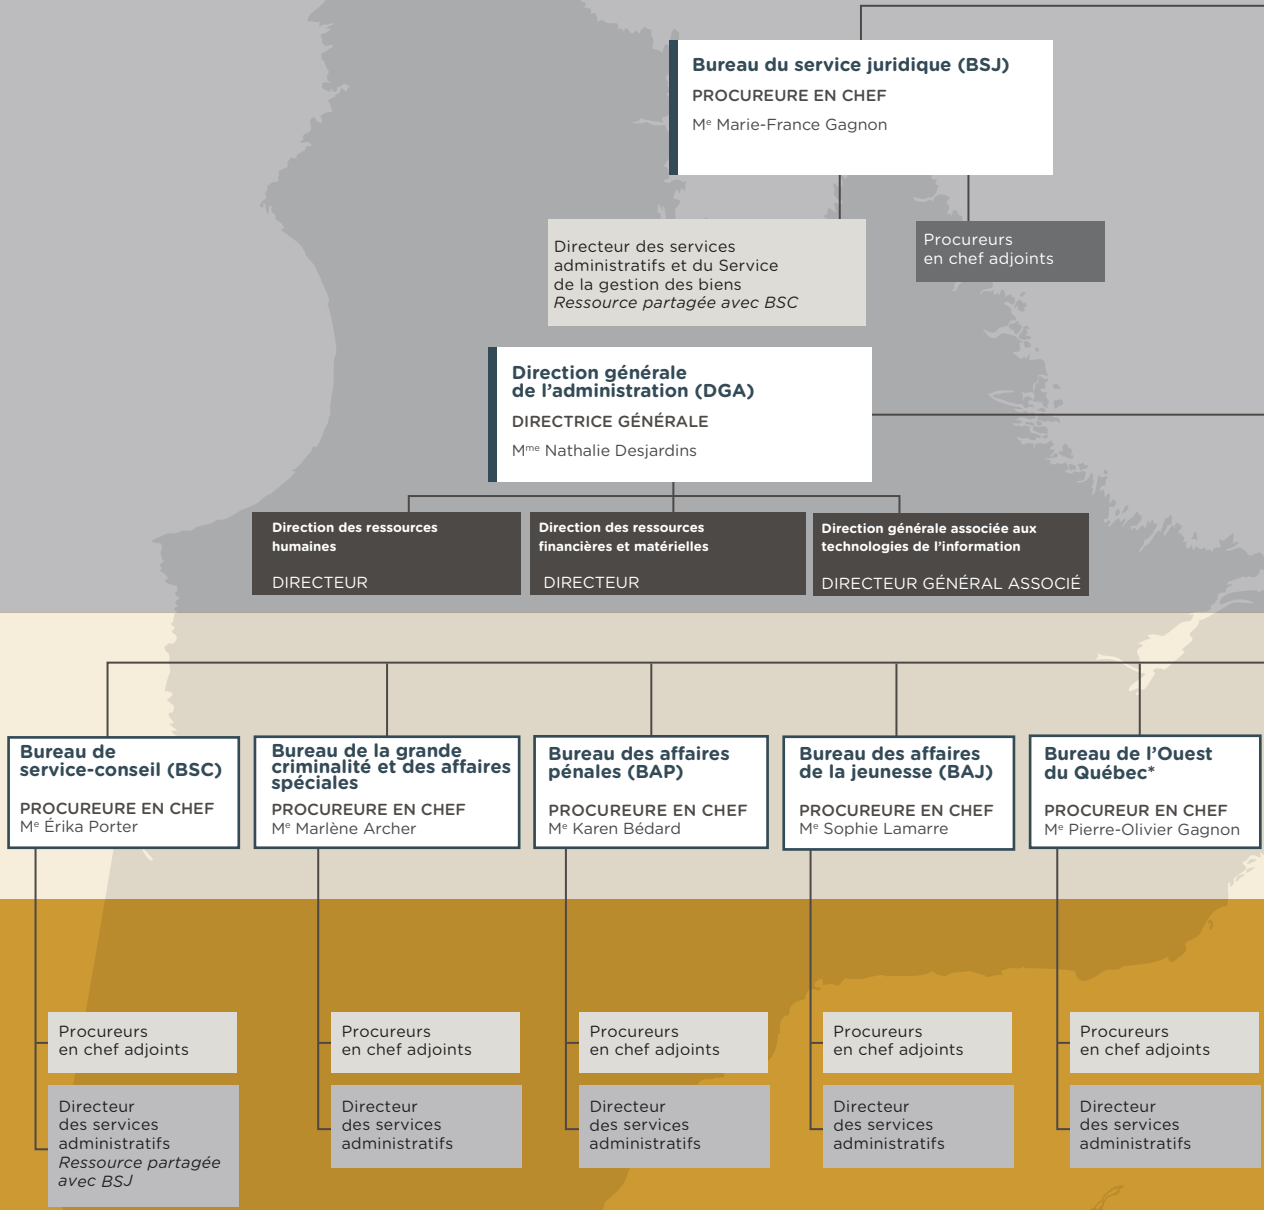 Bureau du service juridique (BSJ)
PROCUREURE EN CHEF
Mᵉ Marie-France Gagnon
Directeur des services
administratifs et du Service
de la gestion des biens
Ressource partagée avec BSC
Procureurs
en chef adjoints
Direction générale
de l’administration (DGA)
DIRECTRICE GÉNÉRALE
Mᵐᵉ Nathalie Desjardins
Direction des ressources
humaines
DIRECTEUR
Direction des ressources
financières et matérielles
DIRECTEUR
Direction générale associée aux
technologies de l’information
DIRECTEUR GÉNÉRAL ASSOCIÉ
Bureau de
service-conseil (BSC)
PROCUREURE EN CHEF
Mᵉ Érika Porter
Bureau de la grande
criminalité et des affaires
spéciales
PROCUREURE EN CHEF
Mᵉ Marlène Archer
Bureau des affaires
pénales (BAP)
PROCUREURE EN CHEF
Mᵉ Karen Bédard
Bureau des affaires
de la jeunesse (BAJ)
PROCUREURE EN CHEF
Mᵉ Sophie Lamarre
Bureau de l’Ouest
du Québec*
PROCUREUR EN CHEF
Mᵉ Pierre-Olivier Gagnon
Procureurs
en chef adjoints
Directeur
des services
administratifs
Ressource partagée
avec BSJ
Procureurs
en chef adjoints
Directeur
des services
administratifs
Procureurs
en chef adjoints
Directeur
des services
administratifs
Procureurs
en chef adjoints
Directeur
des services
administratifs
Procureurs
en chef adjoints
Directeur
des services
administratifs